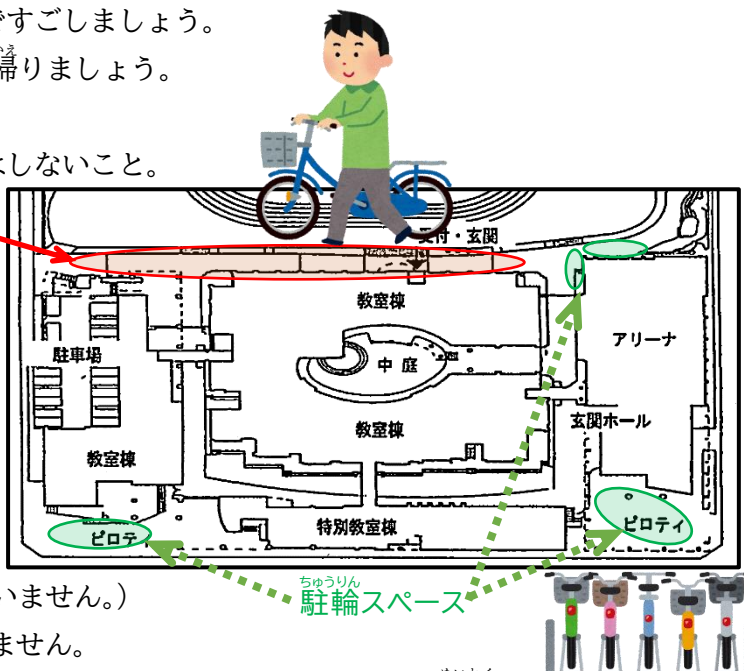 ですごしましょう。
帰りましょう。
はしないこと。
受付・玄関
教室棟
アリーナ
駐車場
中庭
玄関ホール
教室棟
教室棟
特別教室棟
ピロティ
ピロテ
ちゅうりん
駐輪スペース
いません。）
ません。